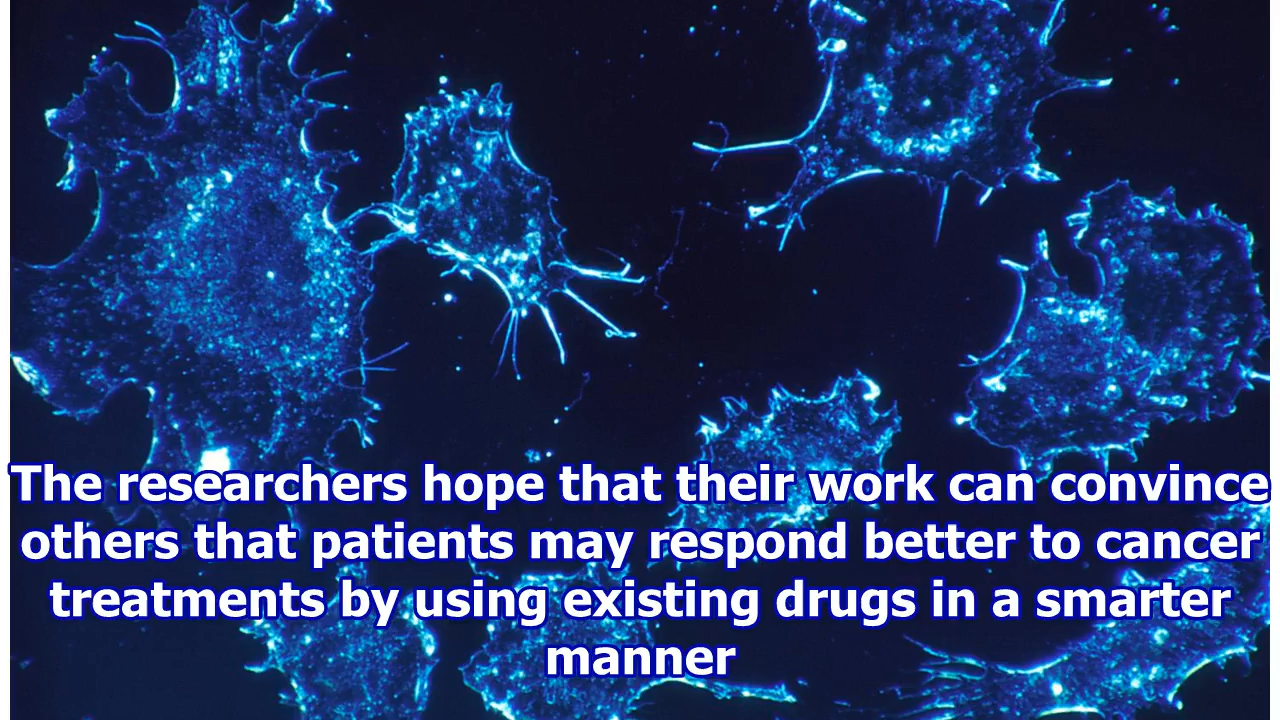 The researchers hope that their work can convince
others that patients may respond better to cancer
treatments by using existing drugs in a smarter
manner